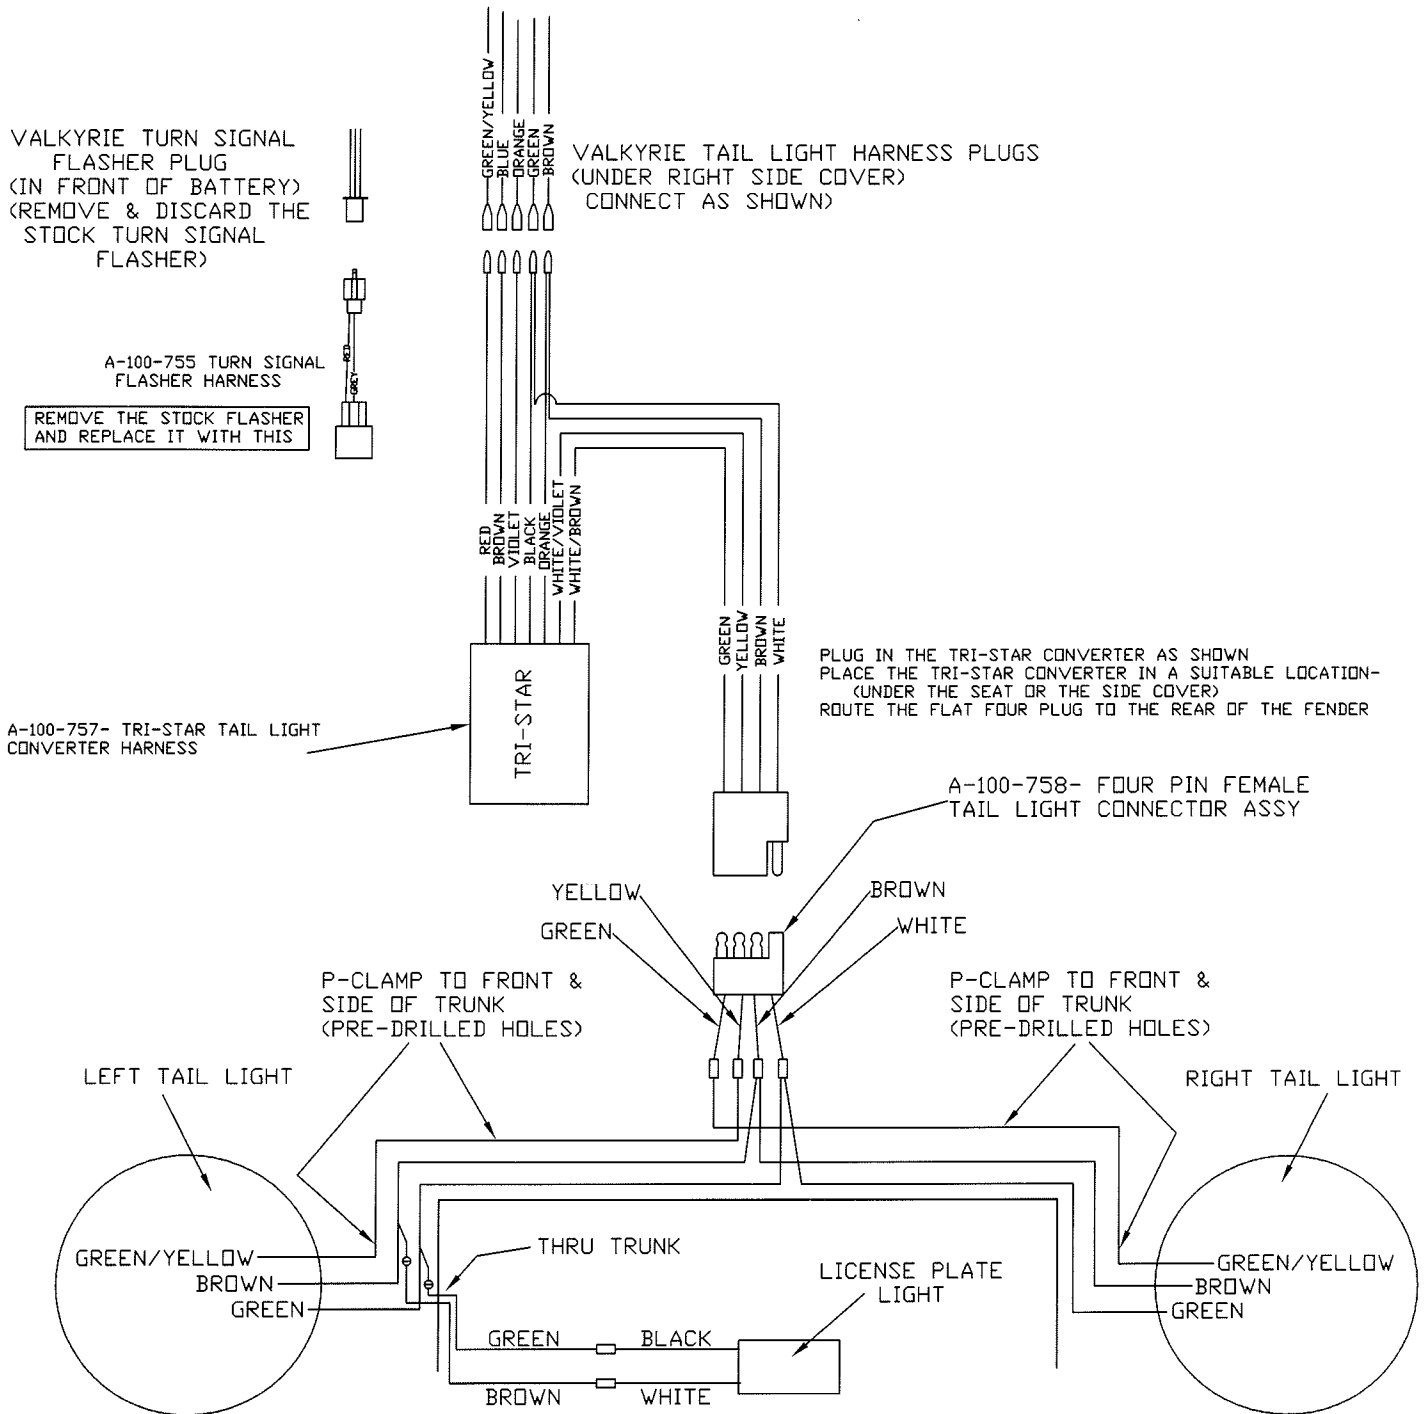 GREEN/YELLOW
BLUE
ORANGE
GREEN
BROWN
VALKYRIE TURN SIGNAL
FLASHER PLUG
(IN FRONT OF BATTERY)
(REMOVE & DISCARD THE
STOCK TURN SIGNAL
FLASHER)
VALKYRIE TAIL LIGHT HARNESS PLUGS
(UNDER RIGHT SIDE COVER)
CONNECT AS SHOWN)
RED
GREY
A-100-755 TURN SIGNAL
FLASHER HARNESS
REMOVE THE STOCK FLASHER
AND REPLACE IT WITH THIS
RED
BROWN
VIOLET
BLACK
ORANGE
WHITE/VIOLET
WHITE/BROWN
GREEN
YELLOW
BROWN
WHITE
PLUG IN THE TRI-STAR CONVERTER AS SHOWN
PLACE THE TRI-STAR CONVERTER IN A SUITABLE LOCATION-
(UNDER THE SEAT OR THE SIDE COVER)
ROUTE THE FLAT FOUR PLUG TO THE REAR OF THE FENDER
TRI-STAR
A-100-757- TRI-STAR TAIL LIGHT
CONVERTER HARNESS
A-100-758- FOUR PIN FEMALE
TAIL LIGHT CONNECTOR ASSY
YELLOW
BROWN
GREEN
WHITE
P-CLAMP TO FRONT &
SIDE OF TRUNK
(PRE-DRILLED HOLES)
P-CLAMP TO FRONT &
SIDE OF TRUNK
(PRE-DRILLED HOLES)
LEFT TAIL LIGHT
RIGHT TAIL LIGHT
GREEN/YELLOW
BROWN
GREEN
THRU TRUNK
LICENSE PLATE
LIGHT
GREEN/YELLOW
BROWN
GREEN
GREEN
BLACK
BROWN
WHITE